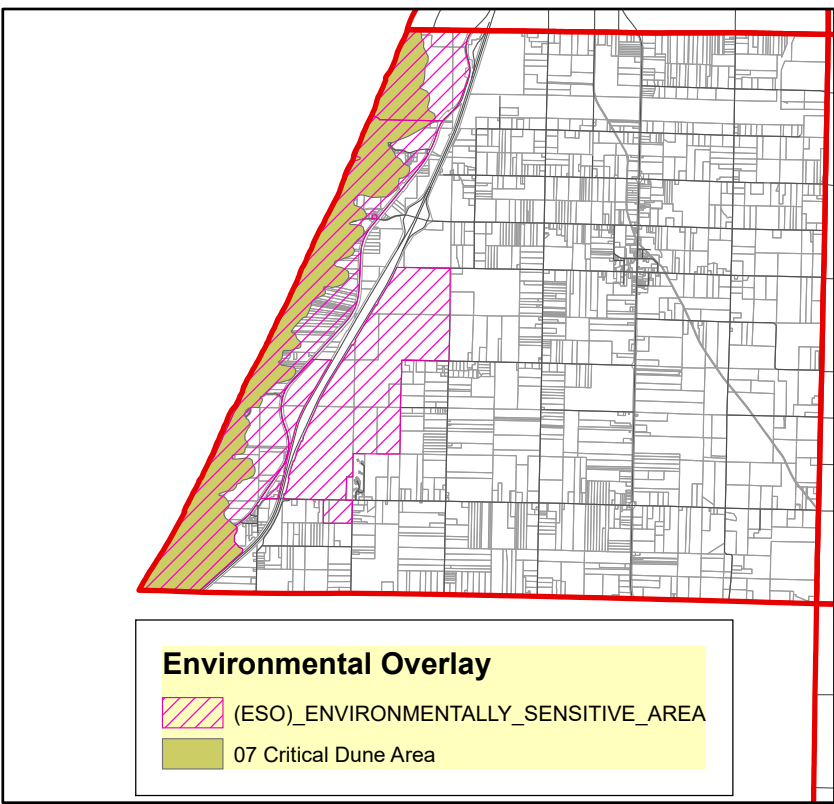 Environmental Overlay
(ESO)_ENVIRONMENTALLY_SENSITIVE_AREA
07 Critical Dune Area